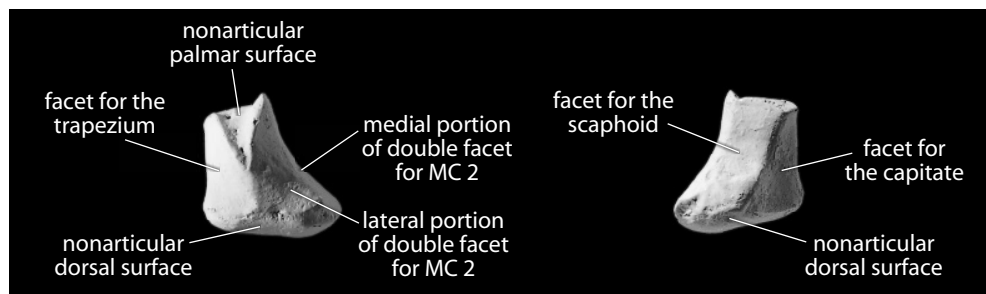 nonarticular
palmar surface
facet for the
trapezium
medial portion
of double facet
for MC 2
lateral portion
of double facet
for MC 2
nonarticular
dorsal surface
facet for the
scaphoid
facet for
the capitate
nonarticular
dorsal surface